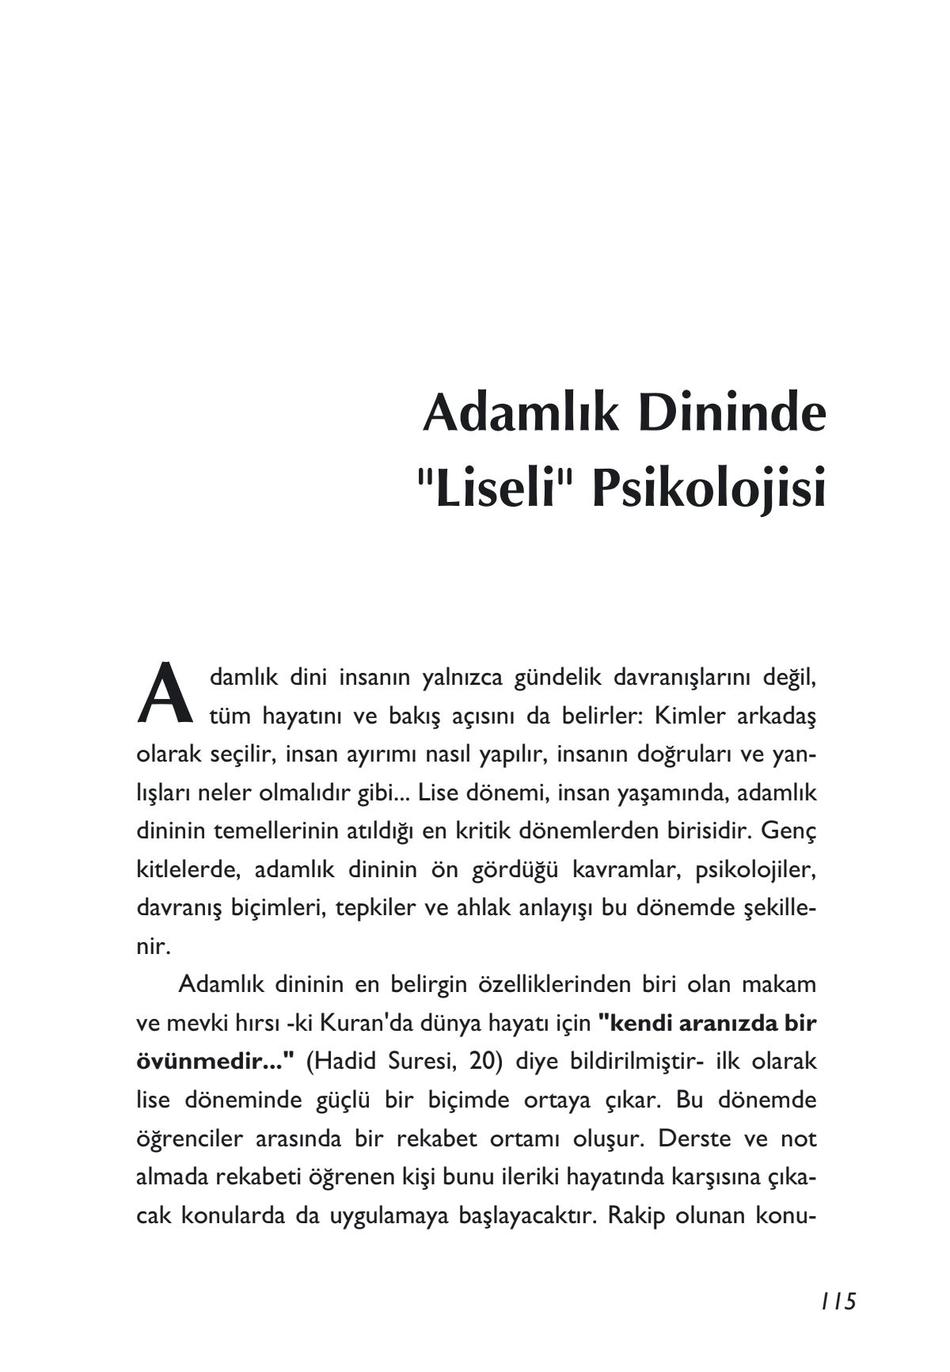 Adamlık Dininde
"Liseli" Psikolojisi
Adamlık dini insanın yalnızca gündelik davranışlarını değil,
tüm hayatını ve bakış açısını da belirler: Kimler arkadaş
olarak seçilir, insan ayırımı nasıl yapılır, insanın doğruları ve yan-
lışları neler olmalıdır gibi... Lise dönemi, insan yaşamında, adamlık
dininin temellerinin atıldığı en kritik dönemlerden birisidir. Genç
kitlelerde, adamlık dininin ön gördüğü kavramlar, psikolojiler,
davranış biçimleri, tepkiler ve ahlak anlayışı bu dönemde şekille-
nir.
Adamlık dininin en belirgin özelliklerinden biri olan makam
ve mevki hırsı -ki Kuran'da dünya hayatı için "kendi aranızda bir
övünmedir..." (Hadid Suresi, 20) diye bildirilmiştir- ilk olarak
lise döneminde güçlü bir biçimde ortaya çıkar. Bu dönemde
öğrenciler arasında bir rekabet ortamı oluşur. Derste ve not
almada rekabeti öğrenen kişi bunu ileriki hayatında karşısına çıka-
cak konularda da uygulamaya başlayacaktır. Rakip olunan konu-
115